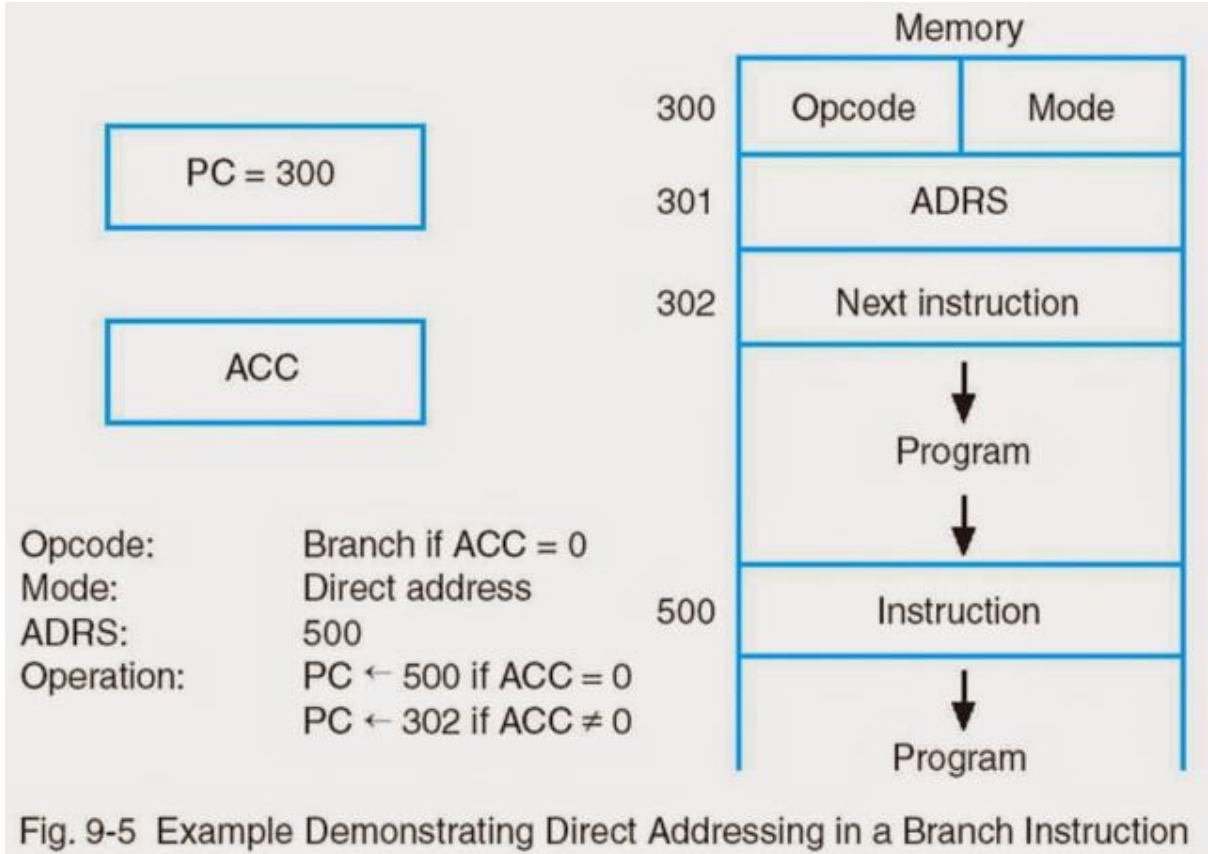 Memory
300 Opcode Mode
PC = 300
301 ADRS
302 Next instruction
ACC
Program
Opcode: Branch if ACC = 0
Mode: Direct address
ADRS: 500
Operation: PC ← 500 if ACC = 0
PC ← 302 if ACC ≠ 0
500 Instruction
Program
Fig. 9-5 Example Demonstrating Direct Addressing in a Branch Instruction